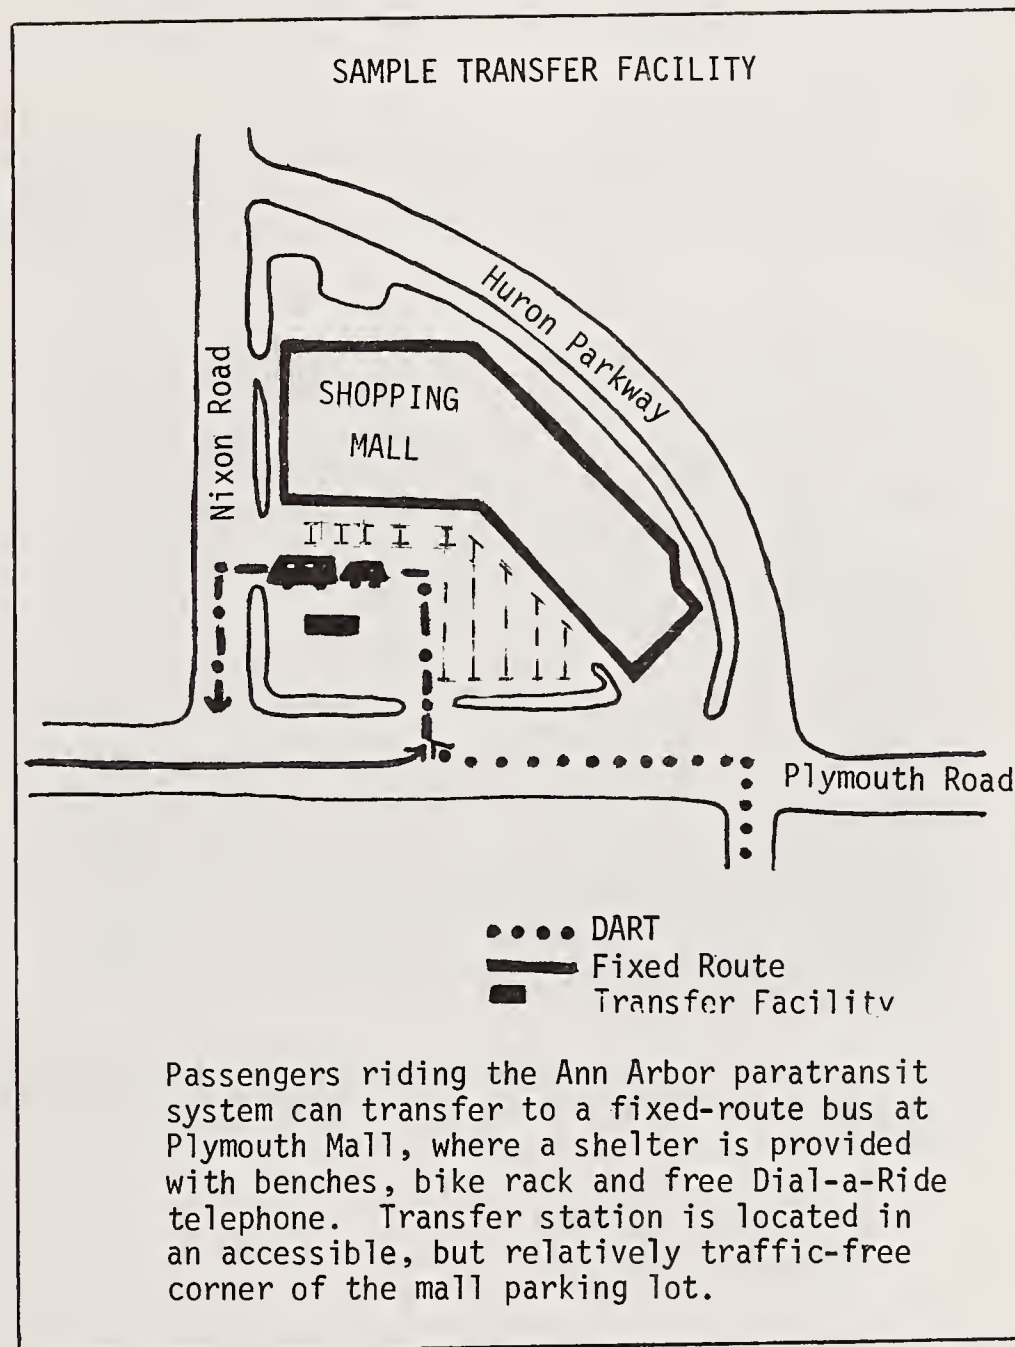 SAMPLE TRANSFER FACILITY
Huron Parkway
Nixon Road
SHOPPING
MALL
Plymouth Road
DART
Fixed Route
Transfer Facility
Passengers riding the Ann Arbor paratransit
system can transfer to a fixed-route bus at
Plymouth Mall, where a shelter is provided
with benches, bike rack and free Dial-a-Ride
telephone. Transfer station is located in
an accessible, but relatively traffic-free
corner of the mall parking lot.